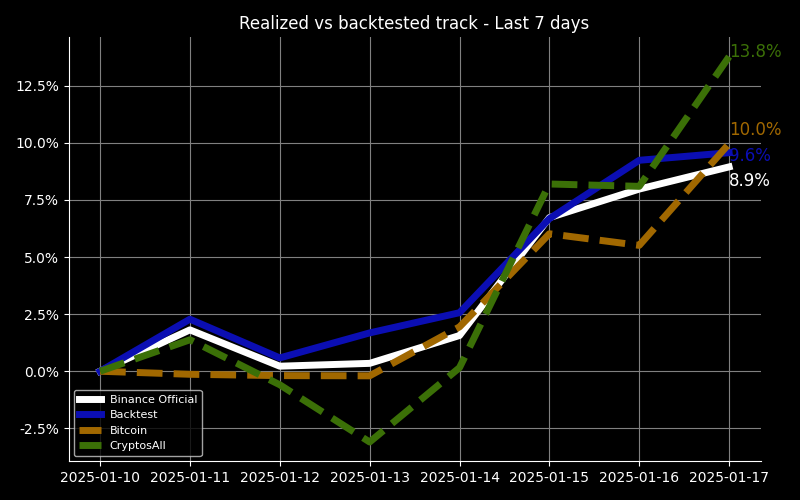 Realized vs backtested track - Last 7 days
13.8%
12.5%
10.0%
10.0%
9.6%
8.9%
7.5%
5.0%
2.5%
0.0%
-2.5%
Binance Official
Backtest
Bitcoin
CryptosAll
2025-01-10 2025-01-11 2025-01-12 2025-01-13 2025-01-14 2025-01-15 2025-01-16 2025-01-17